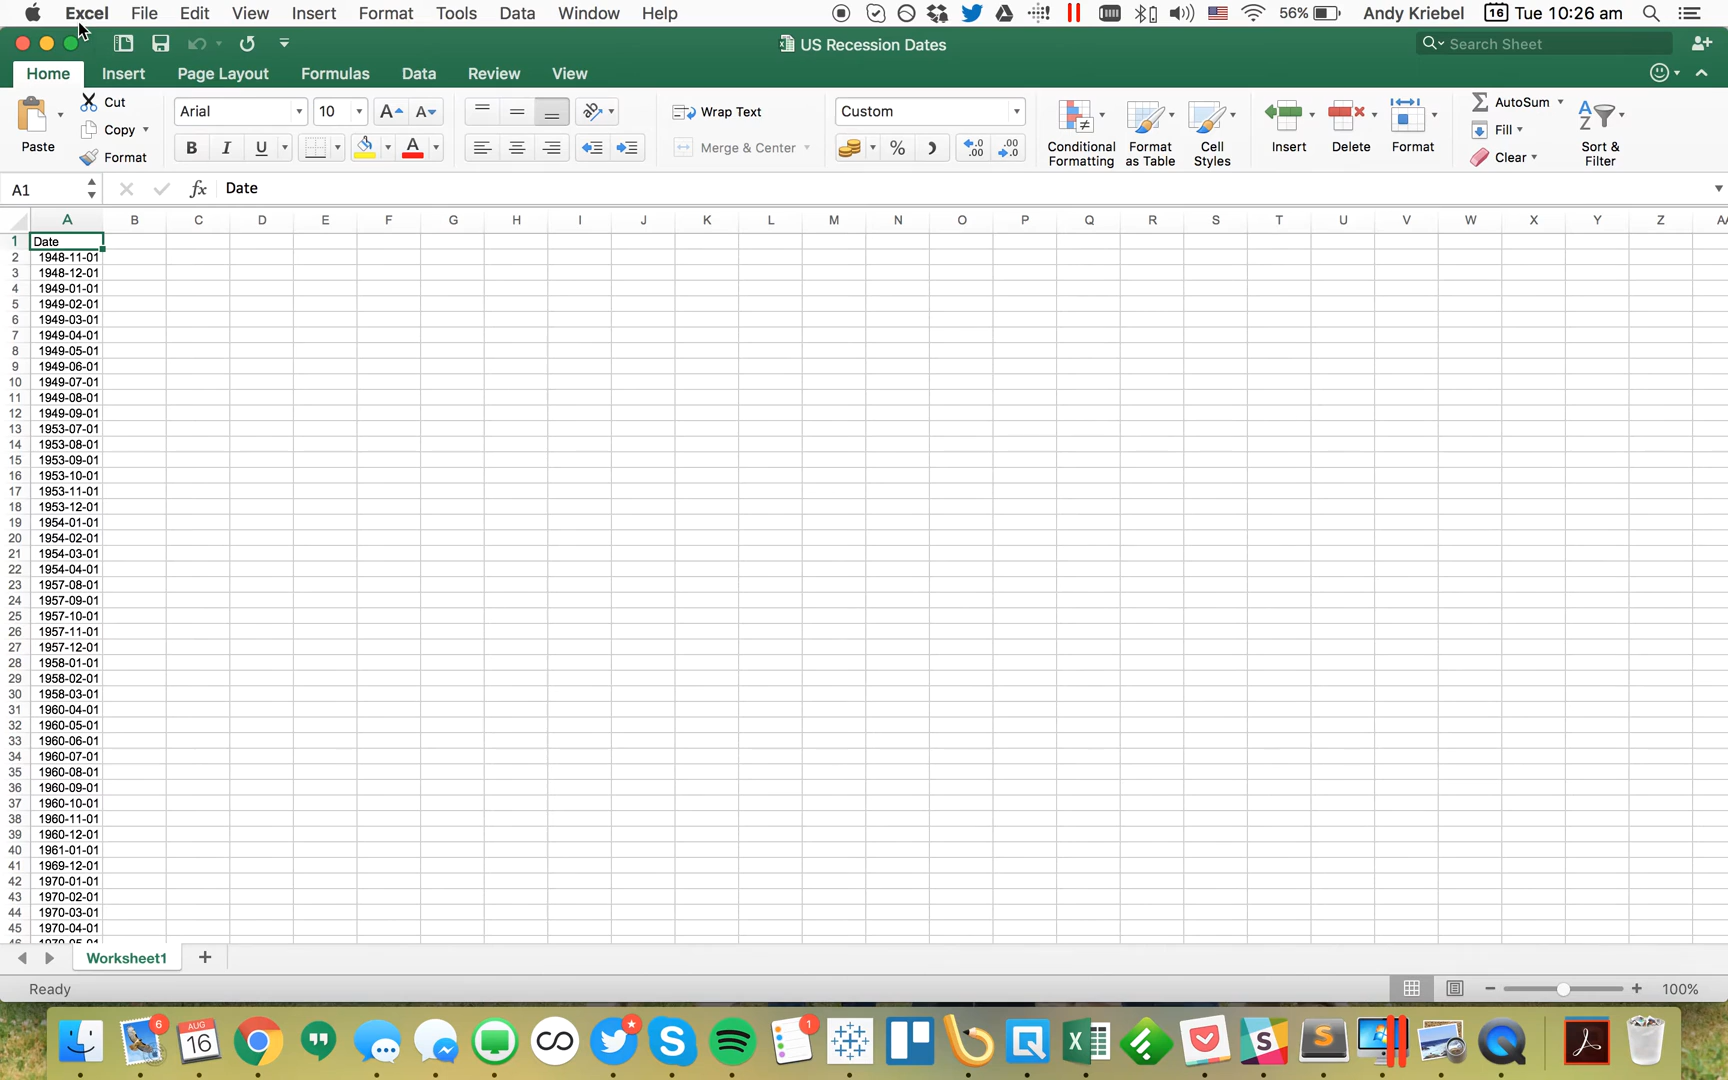 Excel File Edit View Insert Format Tools Data Window Help 56% Andy Kriebel 16 Tue 10:26 am
US Recession Dates Search Sheet
Home Insert Page Layout Formulas Data Review View
Paste Cut Copy Format
Arial 10
B I U A
Wrap Text
Merge & Center
Custom
%
Conditional Formatting
Format as Table
Cell Styles
Insert Delete Format
AutoSum Fill Clear
Sort & Filter
A1 fx Date
A B C D E F G H I J K L M N O P Q R S T U V W X Y Z
1 Date
2 1948-11-01
3 1948-12-01
4 1949-01-01
5 1949-02-01
6 1949-03-01
7 1949-04-01
8 1949-05-01
9 1949-06-01
10 1949-07-01
11 1949-08-01
12 1949-09-01
13 1953-07-01
14 1953-08-01
15 1953-09-01
16 1953-10-01
17 1953-11-01
18 1953-12-01
19 1954-01-01
20 1954-02-01
21 1954-03-01
22 1954-04-01
23 1957-08-01
24 1957-09-01
25 1957-10-01
26 1957-11-01
27 1957-12-01
28 1958-01-01
29 1958-02-01
30 1958-03-01
31 1960-04-01
32 1960-05-01
33 1960-06-01
34 1960-07-01
35 1960-08-01
36 1960-09-01
37 1960-10-01
38 1960-11-01
39 1960-12-01
40 1961-01-01
41 1969-12-01
42 1970-01-01
43 1970-02-01
44 1970-03-01
45 1970-04-01
Worksheet1 +
Ready 100%
6 AUG 16 1